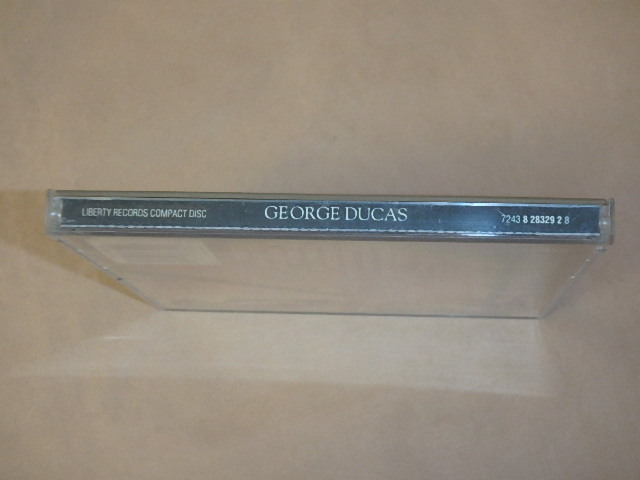 LIBERTY RECORDS COMPACT DISC GEORGE DUCAS 7243 8 28329 2 8